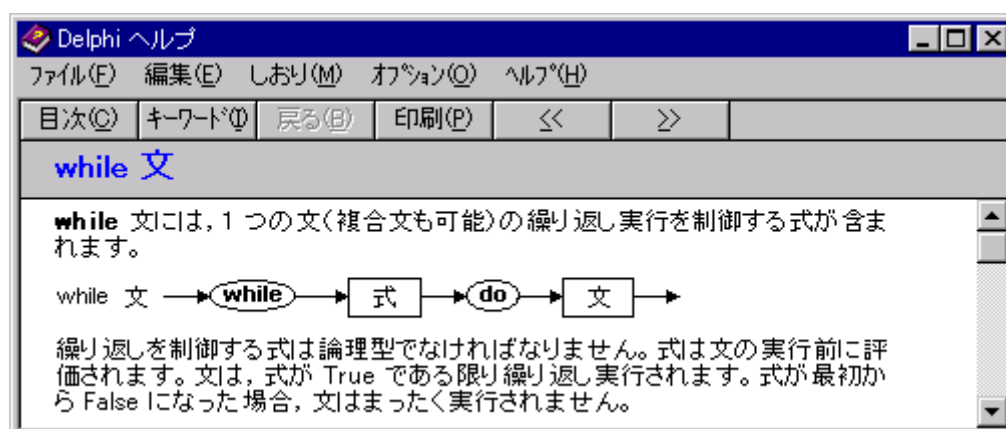 Delphi ヘルプ
ファイル(F) 編集(E) しおり(M) オプション(O) ヘルプ(H)
目次(C) キーワード(I) 戻る(B) 印刷(P) << >>
while 文
while 文には, 1 つの文(複合文も可能)の繰り返し実行を制御する式が含ま
れます。
while 文 while 式 do 文
繰り返しを制御する式は論理型でなければなりません。式は文の実行前に評
価されます。文は, 式が True である限り繰り返し実行されます。式が最初か
ら False になった場合, 文はまったく実行されません。